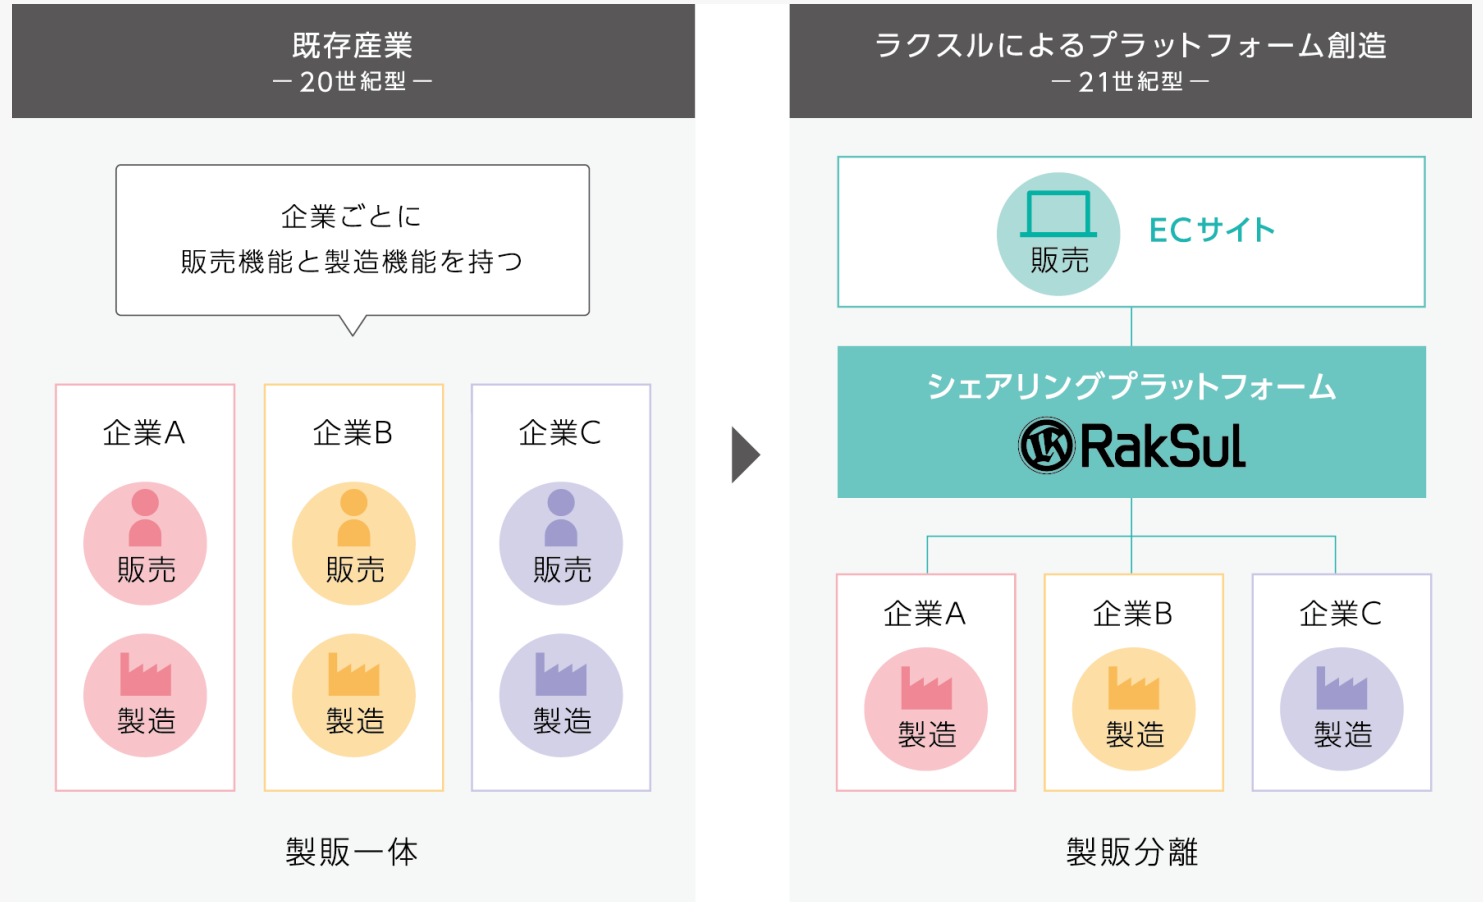 既存産業
― 20世紀型 ―
企業ごとに
販売機能と製造機能を持つ
企業A
販売
製造
企業B
販売
製造
企業C
販売
製造
製販一体
ラクスルによるプラットフォーム創造
― 21世紀型 ―
販売
ECサイト
シェアリングプラットフォーム
RakSul
企業A
製造
企業B
製造
企業C
製造
製販分離